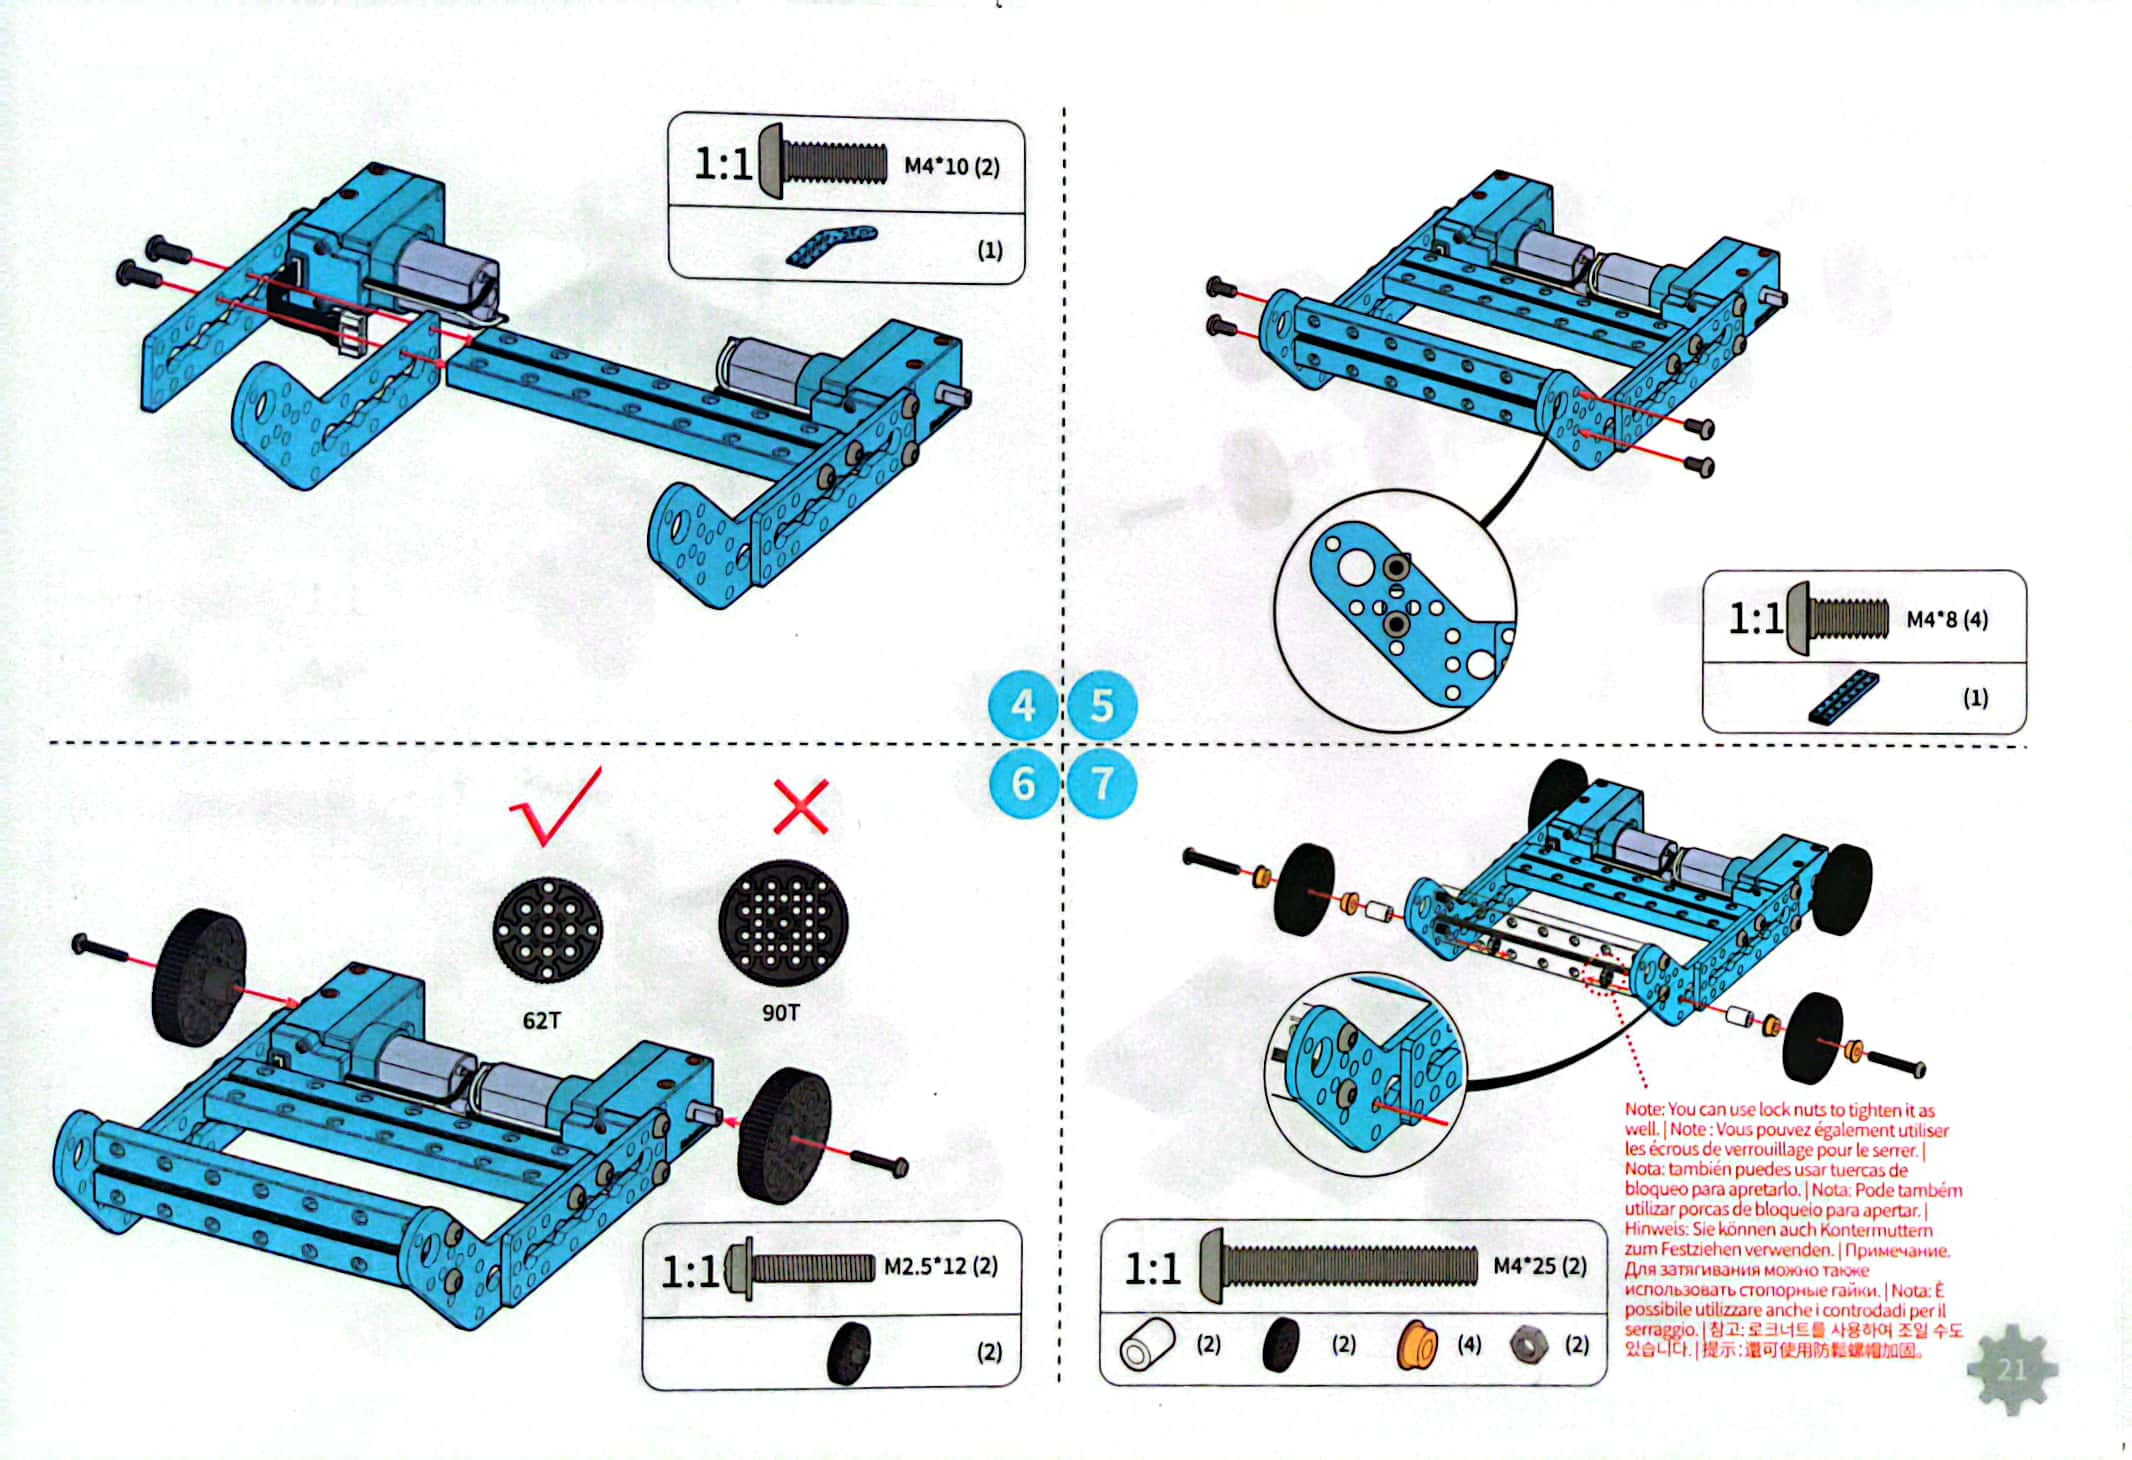 1:1 M4*10 (2)
(1)
1:1 M4*8 (4)
(1)
4 5
6 7
62T
90T
1:1 M2.5*12 (2)
(2)
Note: You can use lock nuts to tighten it as
well. | Note : Vous pouvez également utiliser
les écrous de verrouillage pour le serrer. |
Nota: también puedes usar tuercas de
bloqueo para apretarlo. | Nota: Pode também
utilizar porcas de bloqueio para apertar. |
Hinweis: Sie können auch Kontermuttern
zum Festziehen verwenden. | Примечание.
Для затягивания можно также
использовать стопорные гайки. | Nota: È
possibile utilizzare anche i controdadi per il
serraggio. | 참고: 로크너트를 사용하여 조일 수도
있습니다. | 提示：還可使用防鬆螺帽加固。
1:1 M4*25 (2)
(2) (2) (4) (2)
21